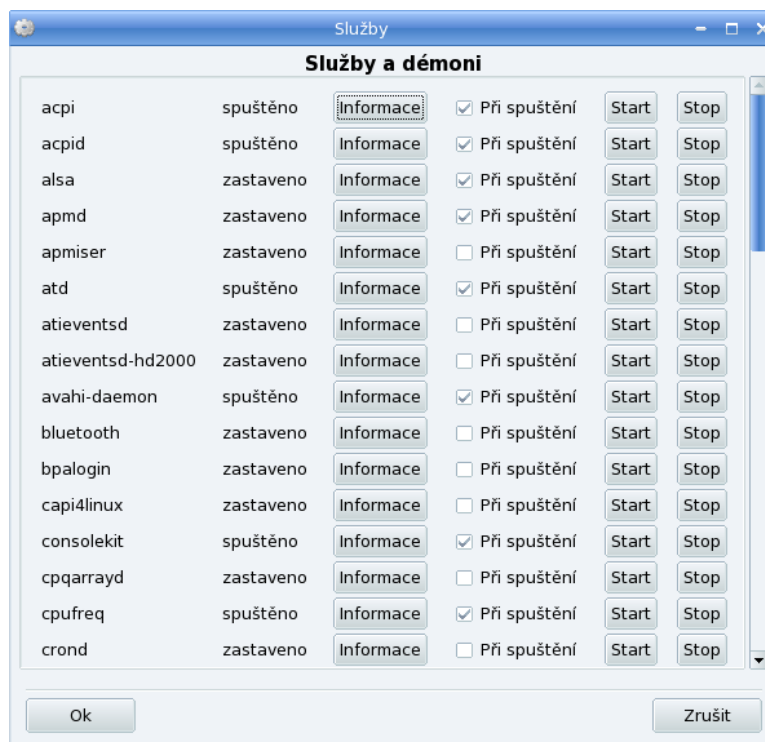 Služby
Služby a démoni
acpi spuštěno Informace Při spuštění Start Stop
acpid spuštěno Informace Při spuštění Start Stop
alsa zastaveno Informace Při spuštění Start Stop
apmd zastaveno Informace Při spuštění Start Stop
apmiser zastaveno Informace Při spuštění Start Stop
atd spuštěno Informace Při spuštění Start Stop
atieventsd zastaveno Informace Při spuštění Start Stop
atieventsd-hd2000 zastaveno Informace Při spuštění Start Stop
avahi-daemon spuštěno Informace Při spuštění Start Stop
bluetooth zastaveno Informace Při spuštění Start Stop
bpalogin zastaveno Informace Při spuštění Start Stop
capi4linux zastaveno Informace Při spuštění Start Stop
consolekit spuštěno Informace Při spuštění Start Stop
cpqarrayd zastaveno Informace Při spuštění Start Stop
cpufreq spuštěno Informace Při spuštění Start Stop
crond zastaveno Informace Při spuštění Start Stop
Ok Zrušit